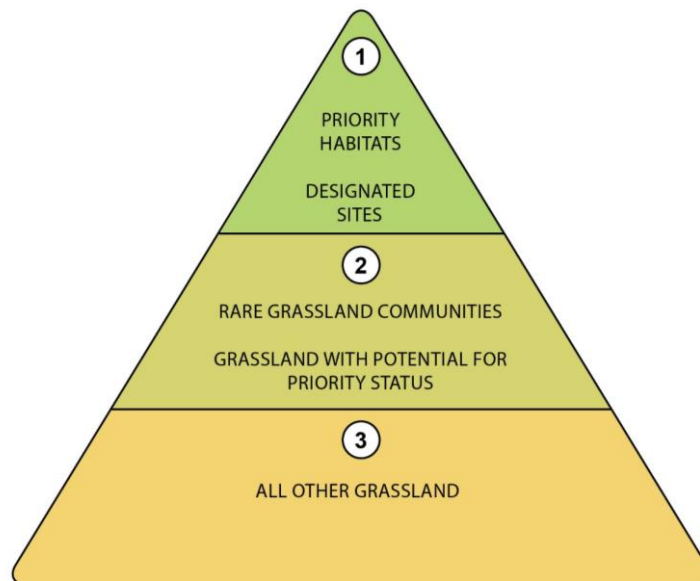 1
PRIORITY
HABITATS
DESIGNATED
SITES
2
RARE GRASSLAND COMMUNITIES
GRASSLAND WITH POTENTIAL FOR
PRIORITY STATUS
3
ALL OTHER GRASSLAND